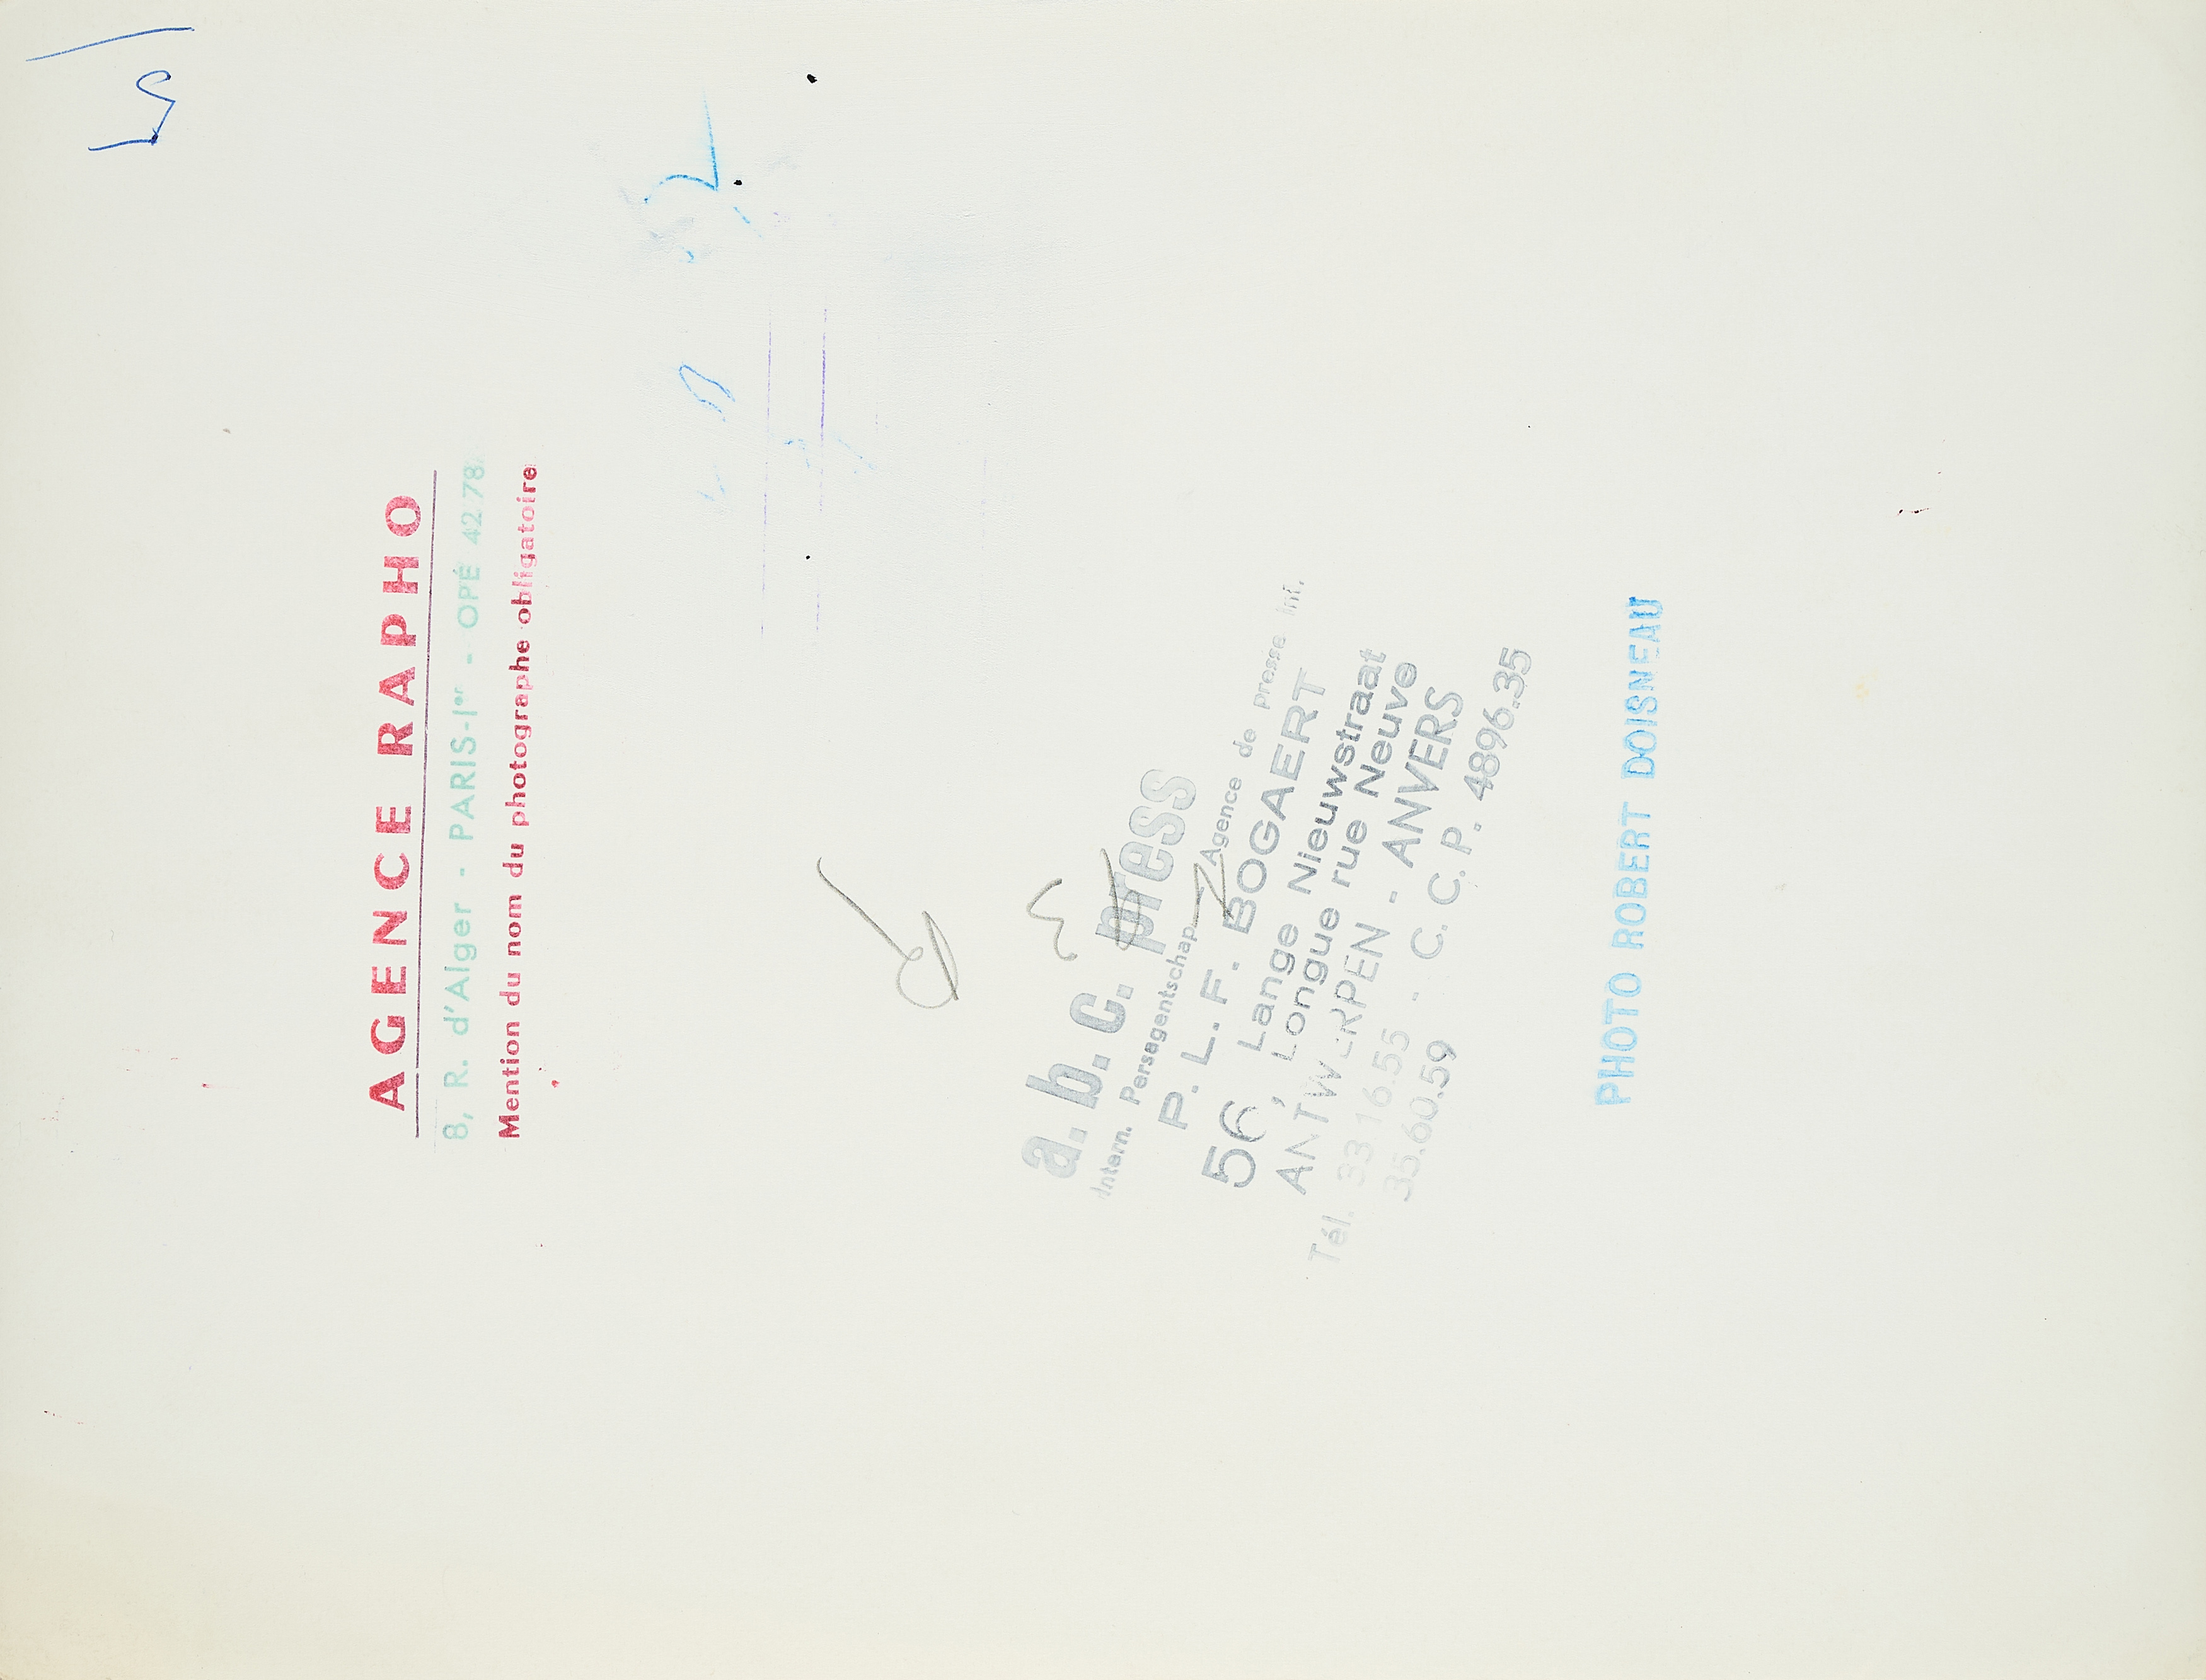 AGENCE RAPHO
8, R. d'Alger - PARIS-Ier - OPÉ 42/78
Mention du nom du photographe obligatoire
a. b. c. press
Intern. Persagentschap - Agence de presse int.
P. L. F. BOGAERT
56, Lange Nieuwstraat
Longue rue Neuve
ANTWERPEN - ANVERS
Tél. 33.16.55 - C. C. P. 4896.35
35.60.59
PHOTO ROBERT DOISNEAU